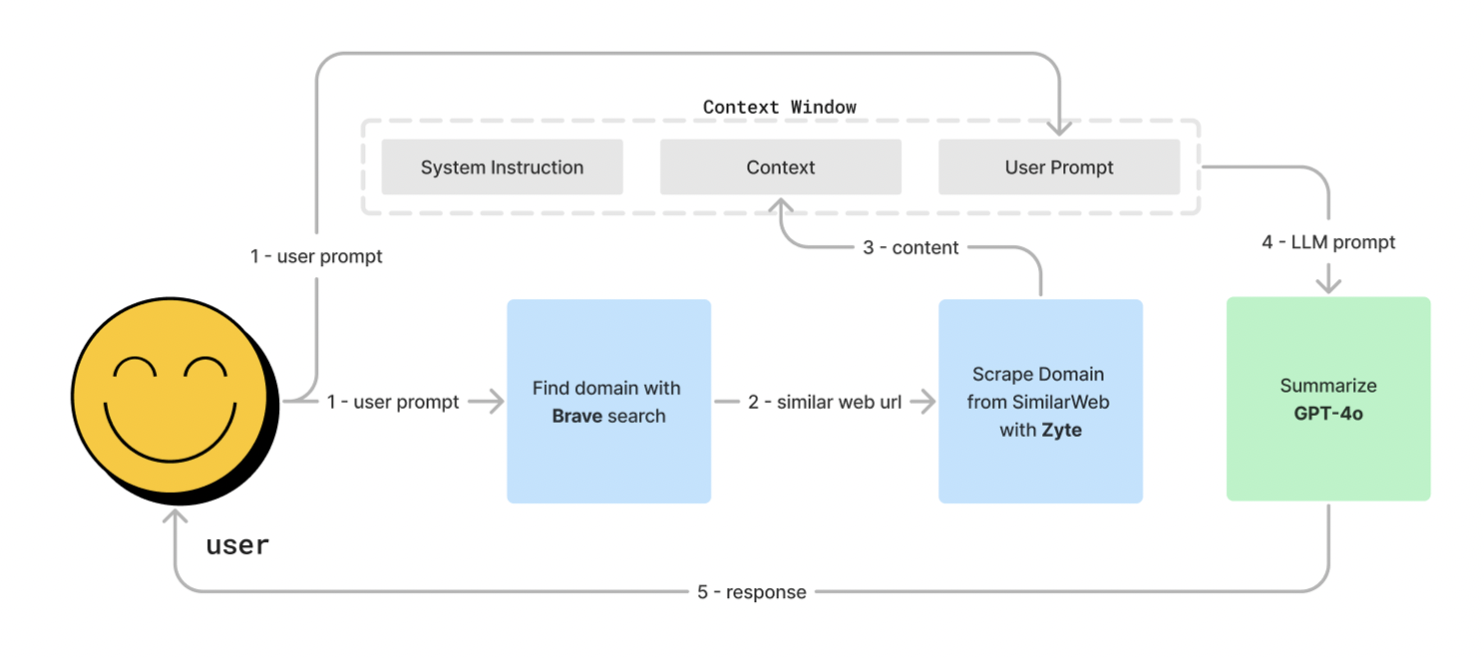 Context Window
System Instruction
Context
User Prompt
1 - user prompt
3 - content
4 - LLM prompt
1 - user prompt
Find domain with
Brave search
2 - similar web url
Scrape Domain
from SimilarWeb
with Zyte
Summarize
GPT-4o
user
5 - response